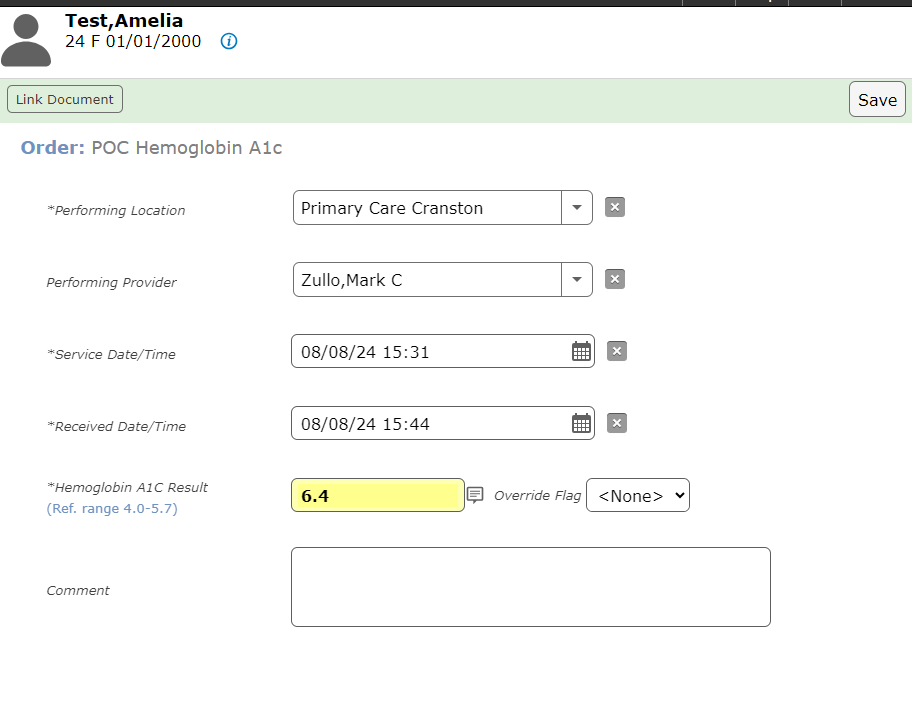 Test,Amelia
24 F 01/01/2000
Link Document
Save
Order: POC Hemoglobin A1c
*Performing Location
Primary Care Cranston
Performing Provider
Zullo,Mark C
*Service Date/Time
08/08/24 15:31
*Received Date/Time
08/08/24 15:44
*Hemoglobin A1C Result
(Ref. range 4.0-5.7)
6.4
Override Flag
<None>
Comment